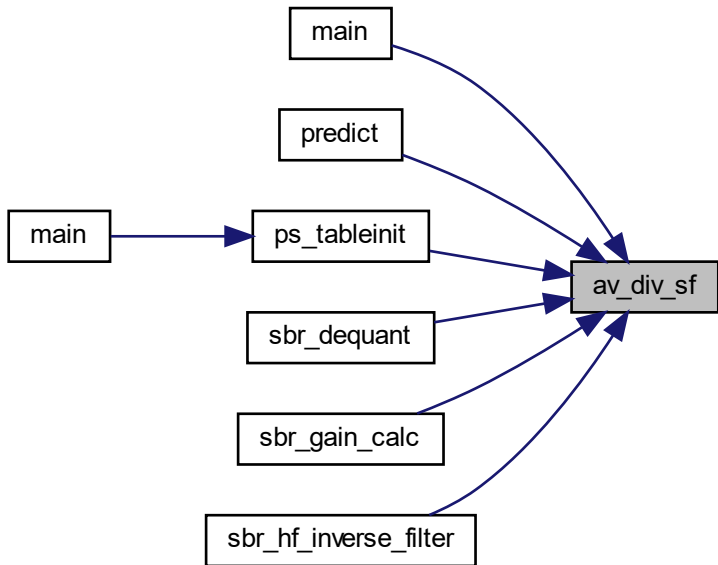 main
predict
main
ps_tableinit
av_div_sf
sbr_dequant
sbr_gain_calc
sbr_hf_inverse_filter